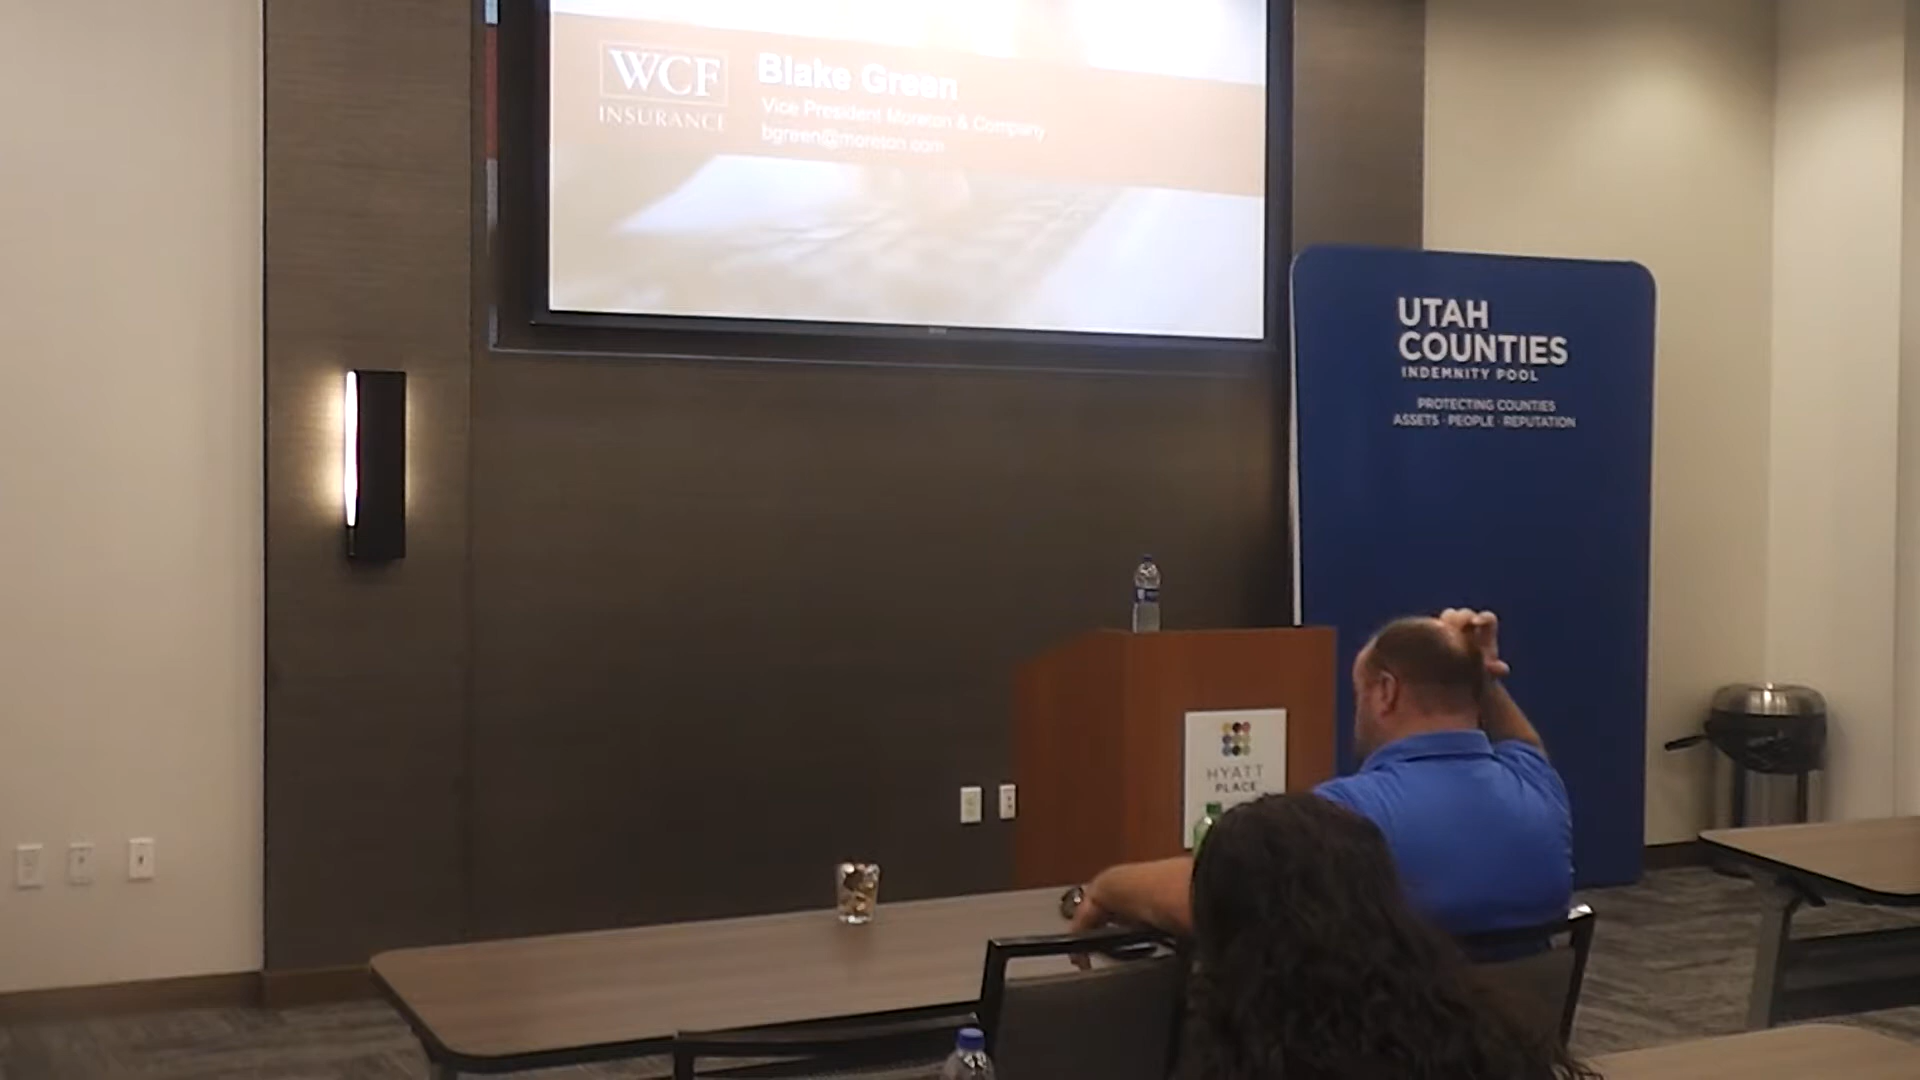 WCF
INSURANCE
Blake Green
Vice President Moreton & Company
bgreen@moreton.com
UTAH
COUNTIES
INDEMNITY POOL
PROTECTING COUNTIES
ASSETS · PEOPLE · REPUTATION
HYATT
PLACE